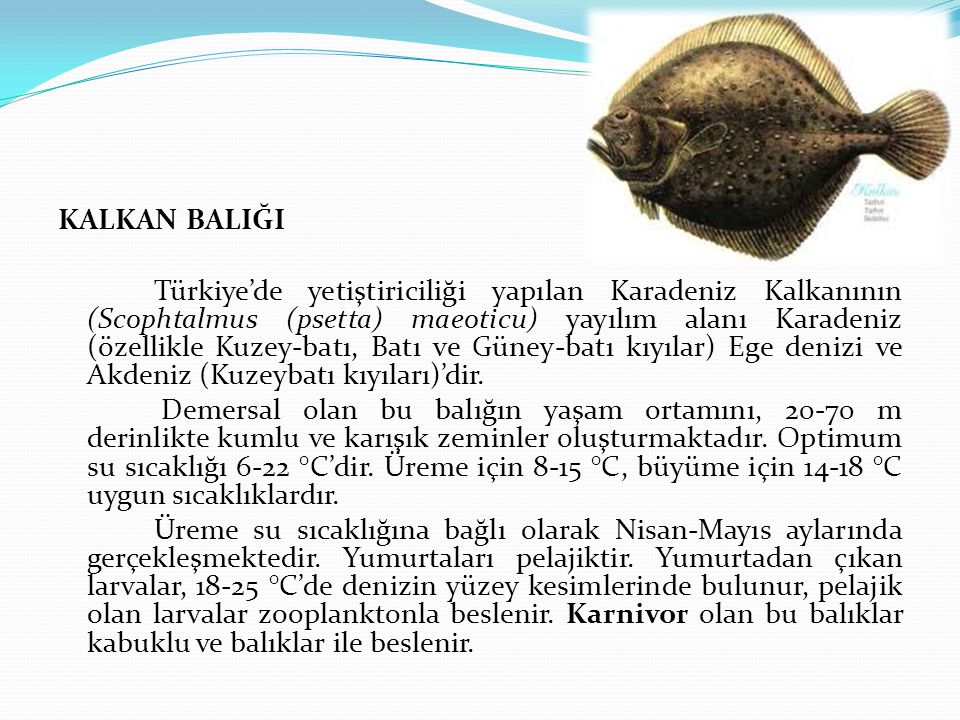 Kalkan
KALKAN BALIĞI
Türkiye'de yetiştiriciliği yapılan Karadeniz Kalkanının
(Scophtalmus (psetta) maeoticu) yayılım alanı Karadeniz
(özellikle Kuzey-batı, Batı ve Güney-batı kıyılar) Ege denizi ve
Akdeniz (Kuzeybatı kıyıları)'dir.
Demersal olan bu balığın yaşam ortamını, 20-70 m
derinlikte kumlu ve karışık zeminler oluşturmaktadır. Optimum
su sıcaklığı 6-22 °C'dir. Üreme için 8-15 °C, büyüme için 14-18 °C
uygun sıcaklıklardır.
Üreme su sıcaklığına bağlı olarak Nisan-Mayıs aylarında
gerçekleşmektedir. Yumurtaları pelajiktir. Yumurtadan çıkan
larvalar, 18-25 °C'de denizin yüzey kesimlerinde bulunur, pelajik
olan larvalar zooplanktonla beslenir. Karnivor olan bu balıklar
kabuklu ve balıklar ile beslenir.